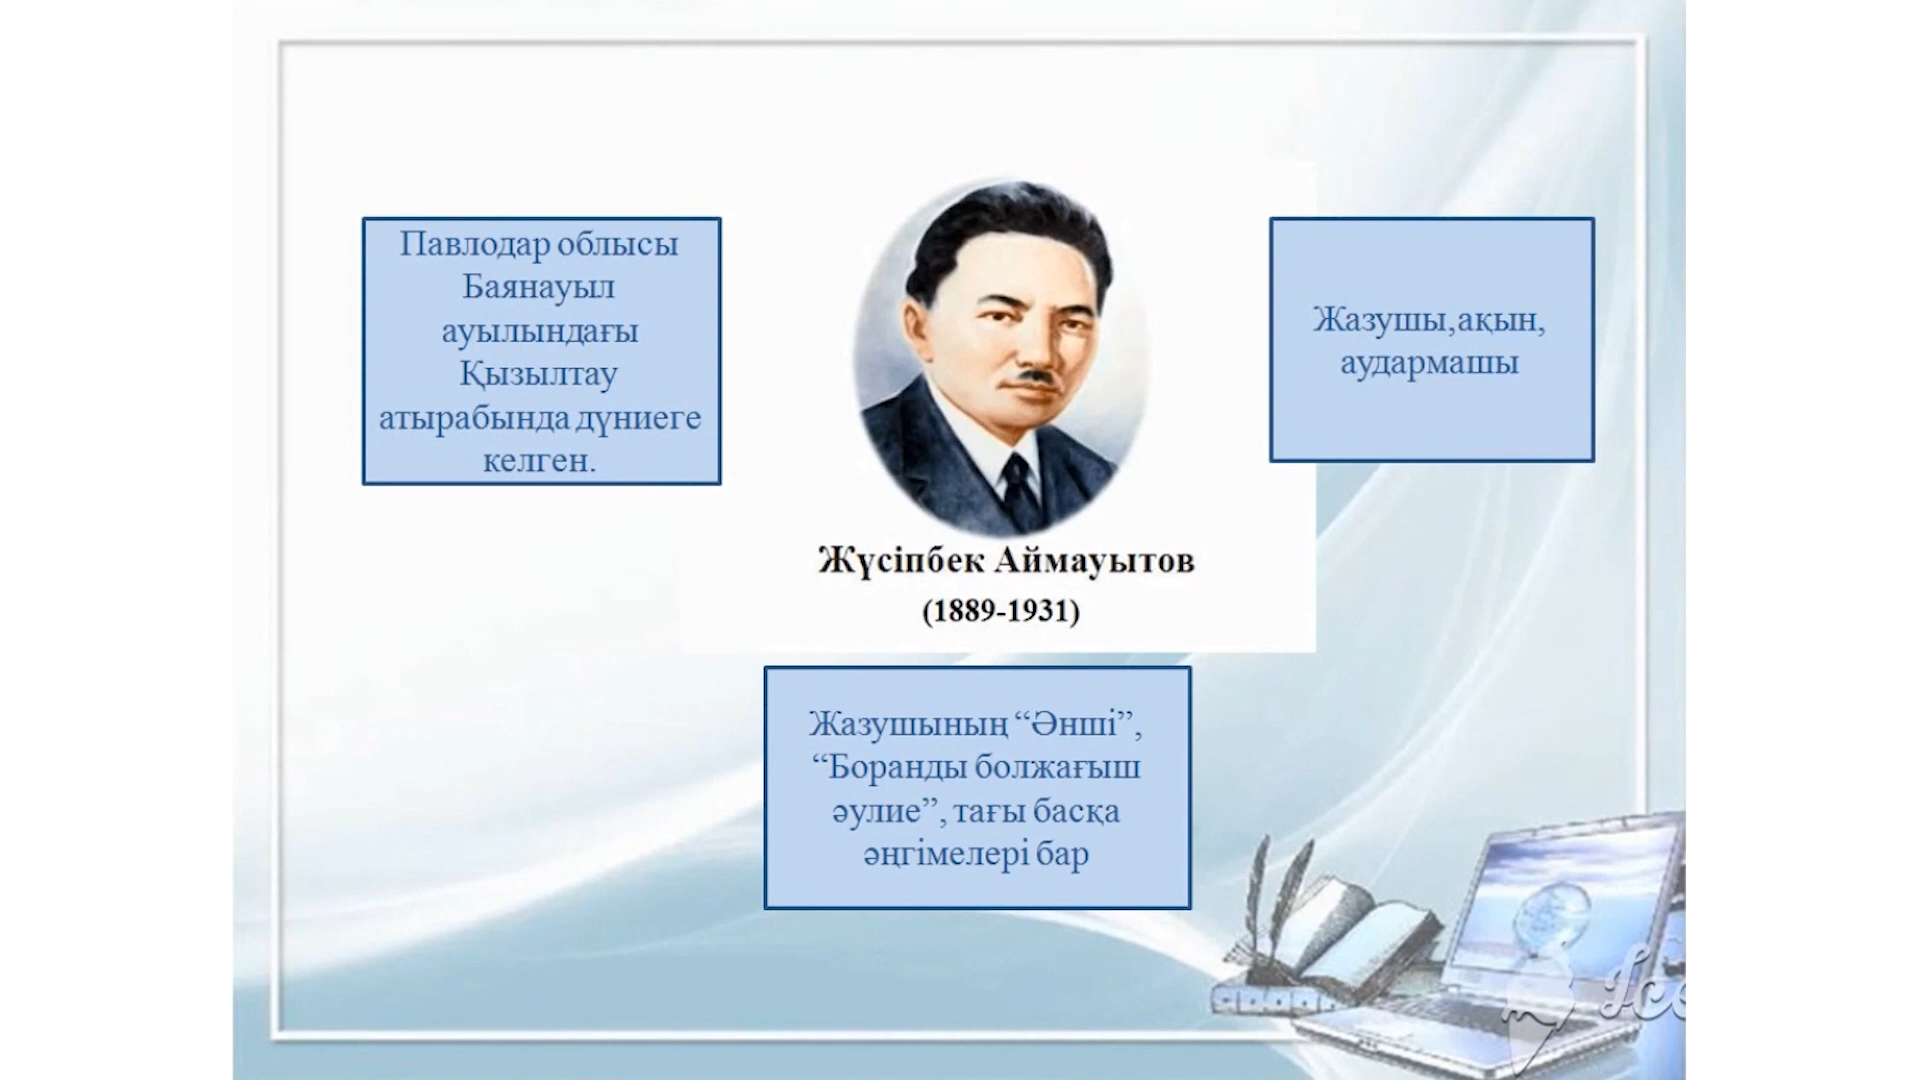 Павлодар облысы
Баянауыл
ауылындағы
Қызылтау
атырабында дүниеге
келген.
Жазушы,ақын,
аудармашы
Жүсіпбек Аймауытов
(1889-1931)
Жазушының “Әнші”,
“Боранды болжағыш
әулие”, тағы басқа
әңгімелері бар